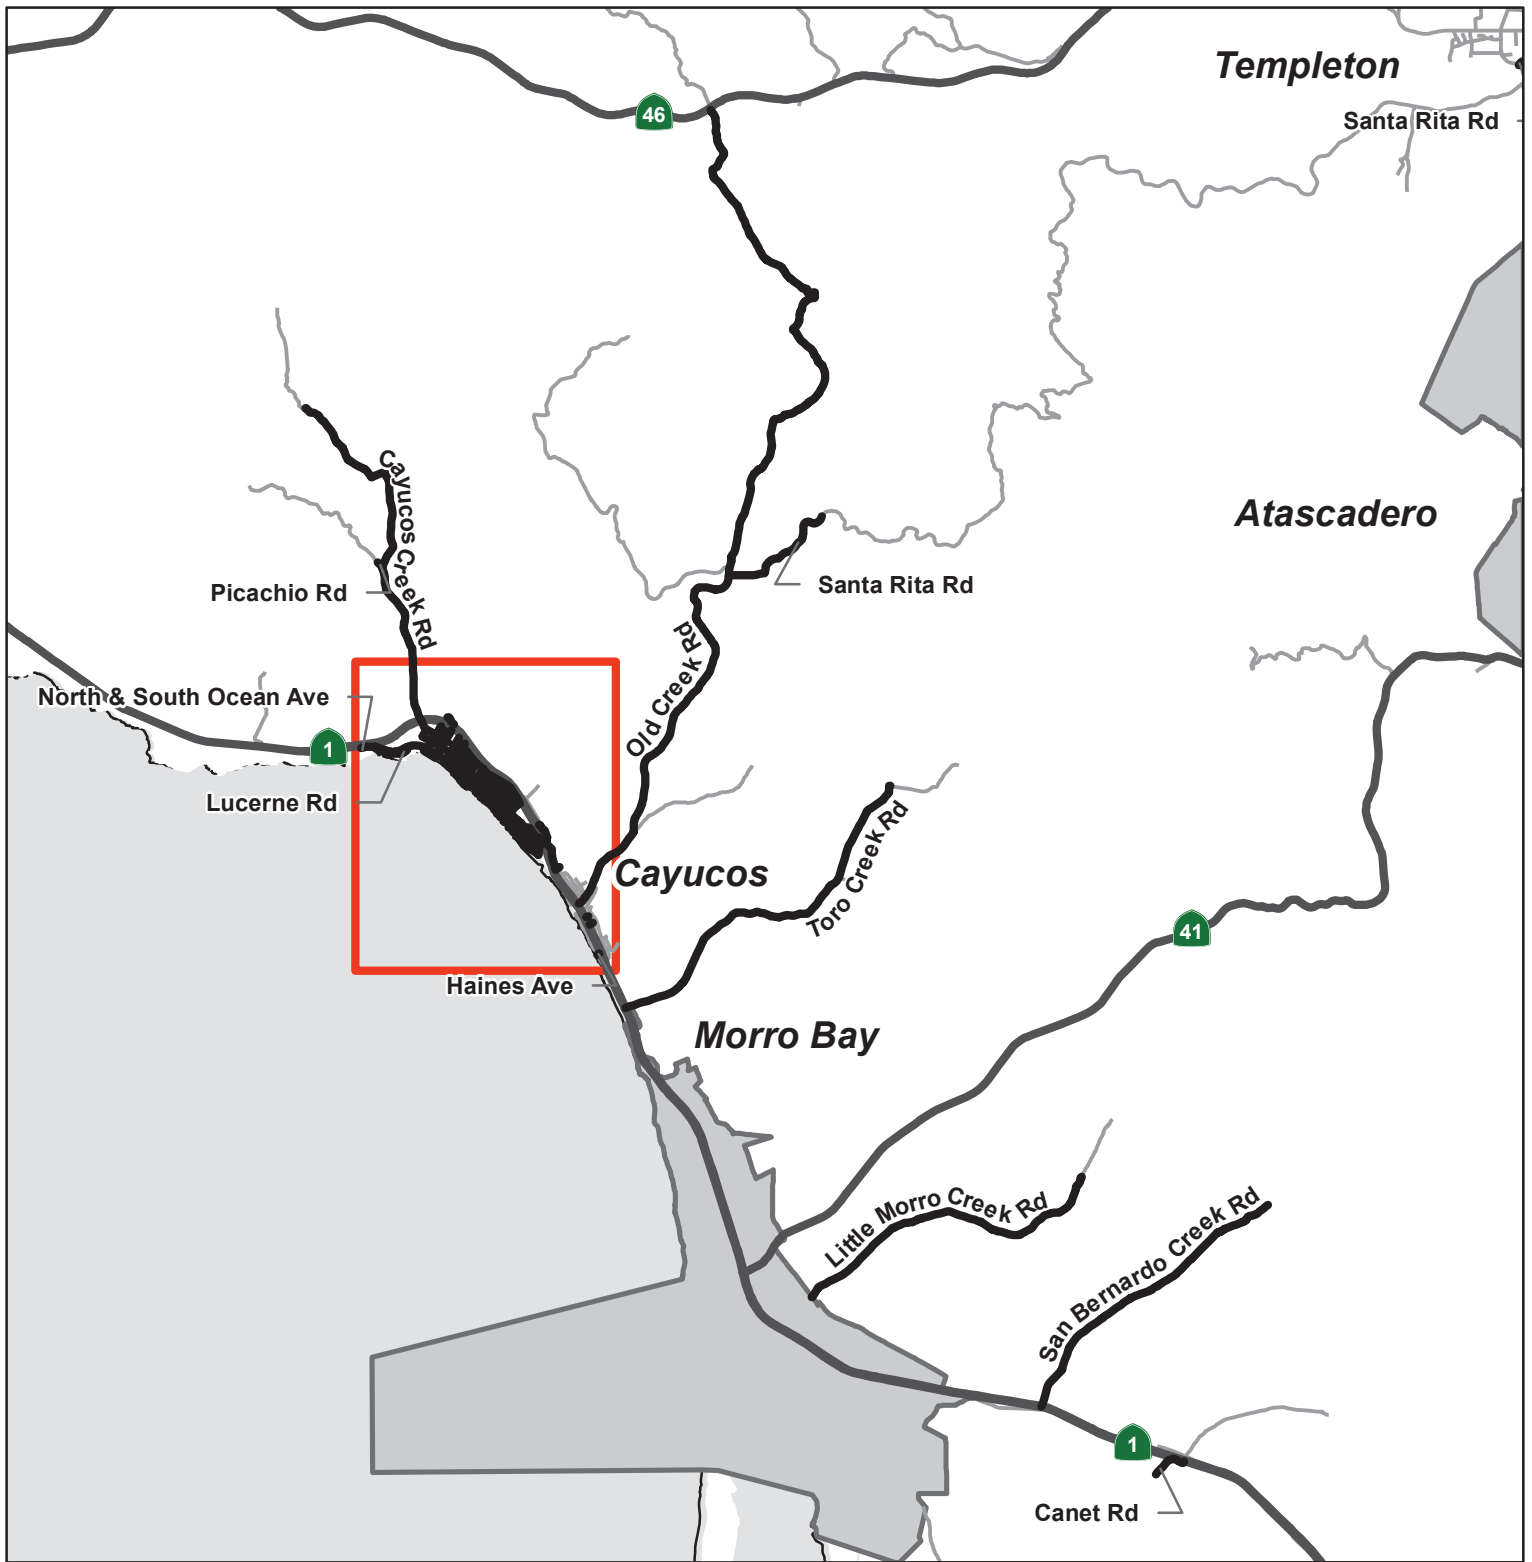 Templeton
46
Santa Rita Rd
Cayucos Creek Rd
Atascadero
Picachio Rd
Santa Rita Rd
Old Creek Rd
North & South Ocean Ave
1
Lucerne Rd
Cayucos
Toro Creek Rd
41
Haines Ave
Morro Bay
Little Morro Creek Rd
San Bernardo Creek Rd
1
Canet Rd